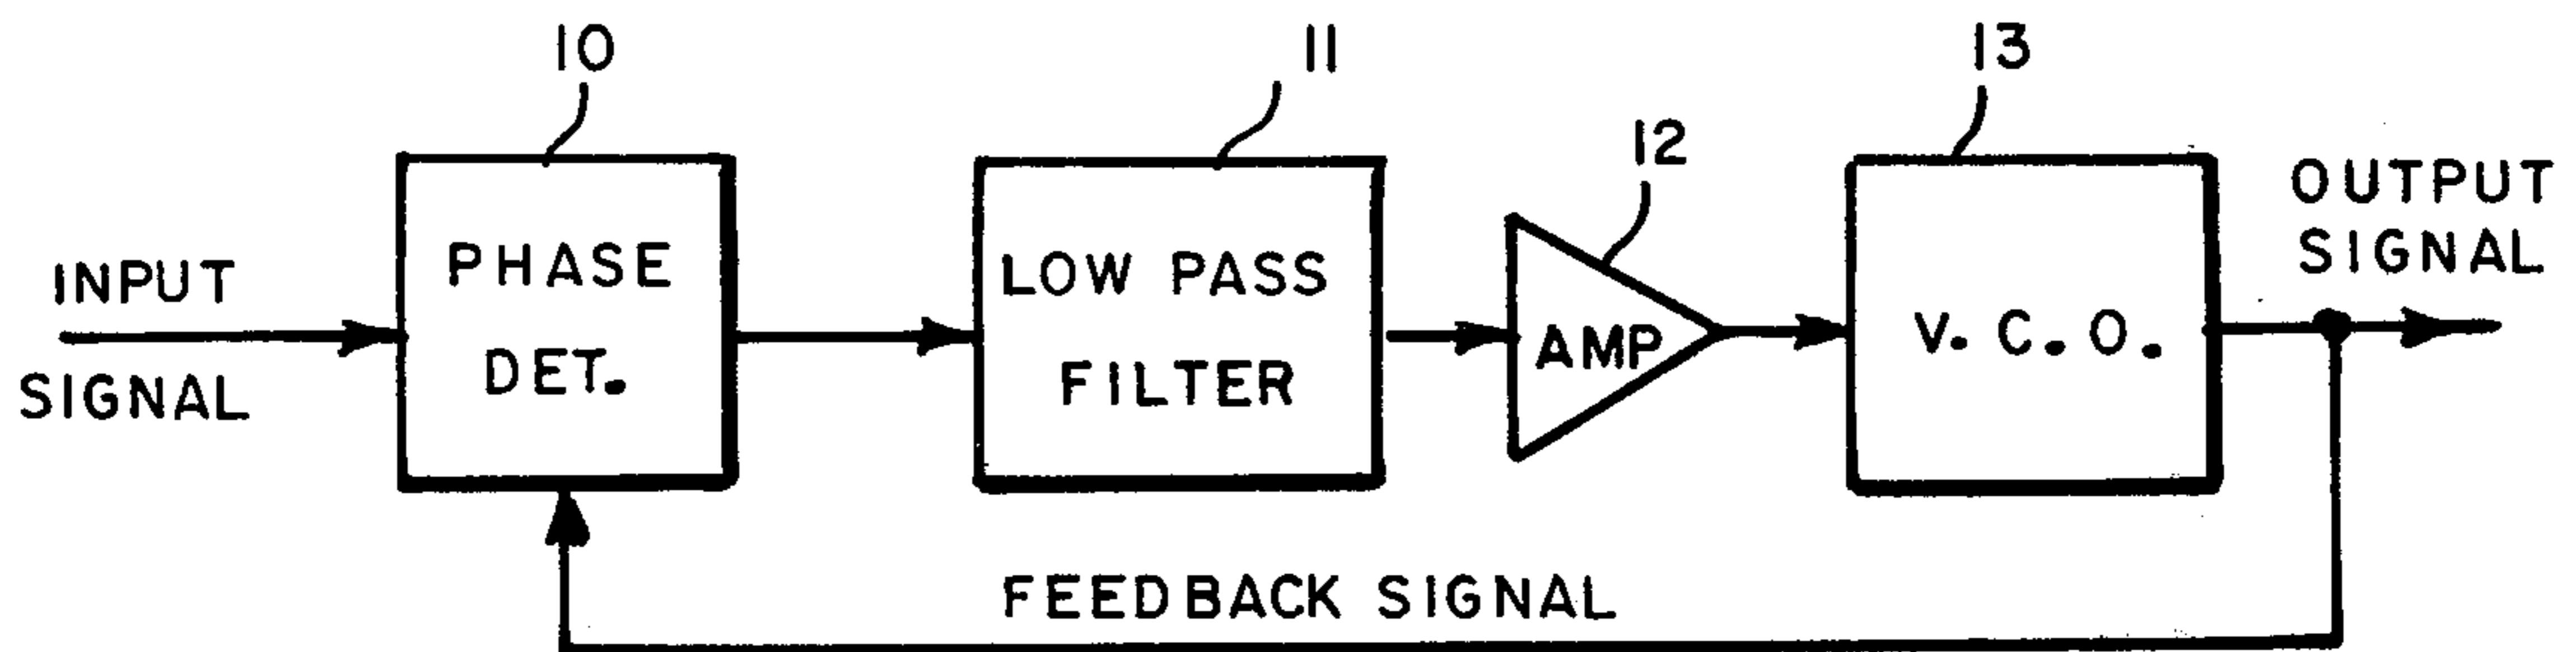 10
11
12
13
INPUT
SIGNAL
PHASE
DET.
LOW PASS
FILTER
AMP
V. C. O.
OUTPUT
SIGNAL
FEEDBACK SIGNAL